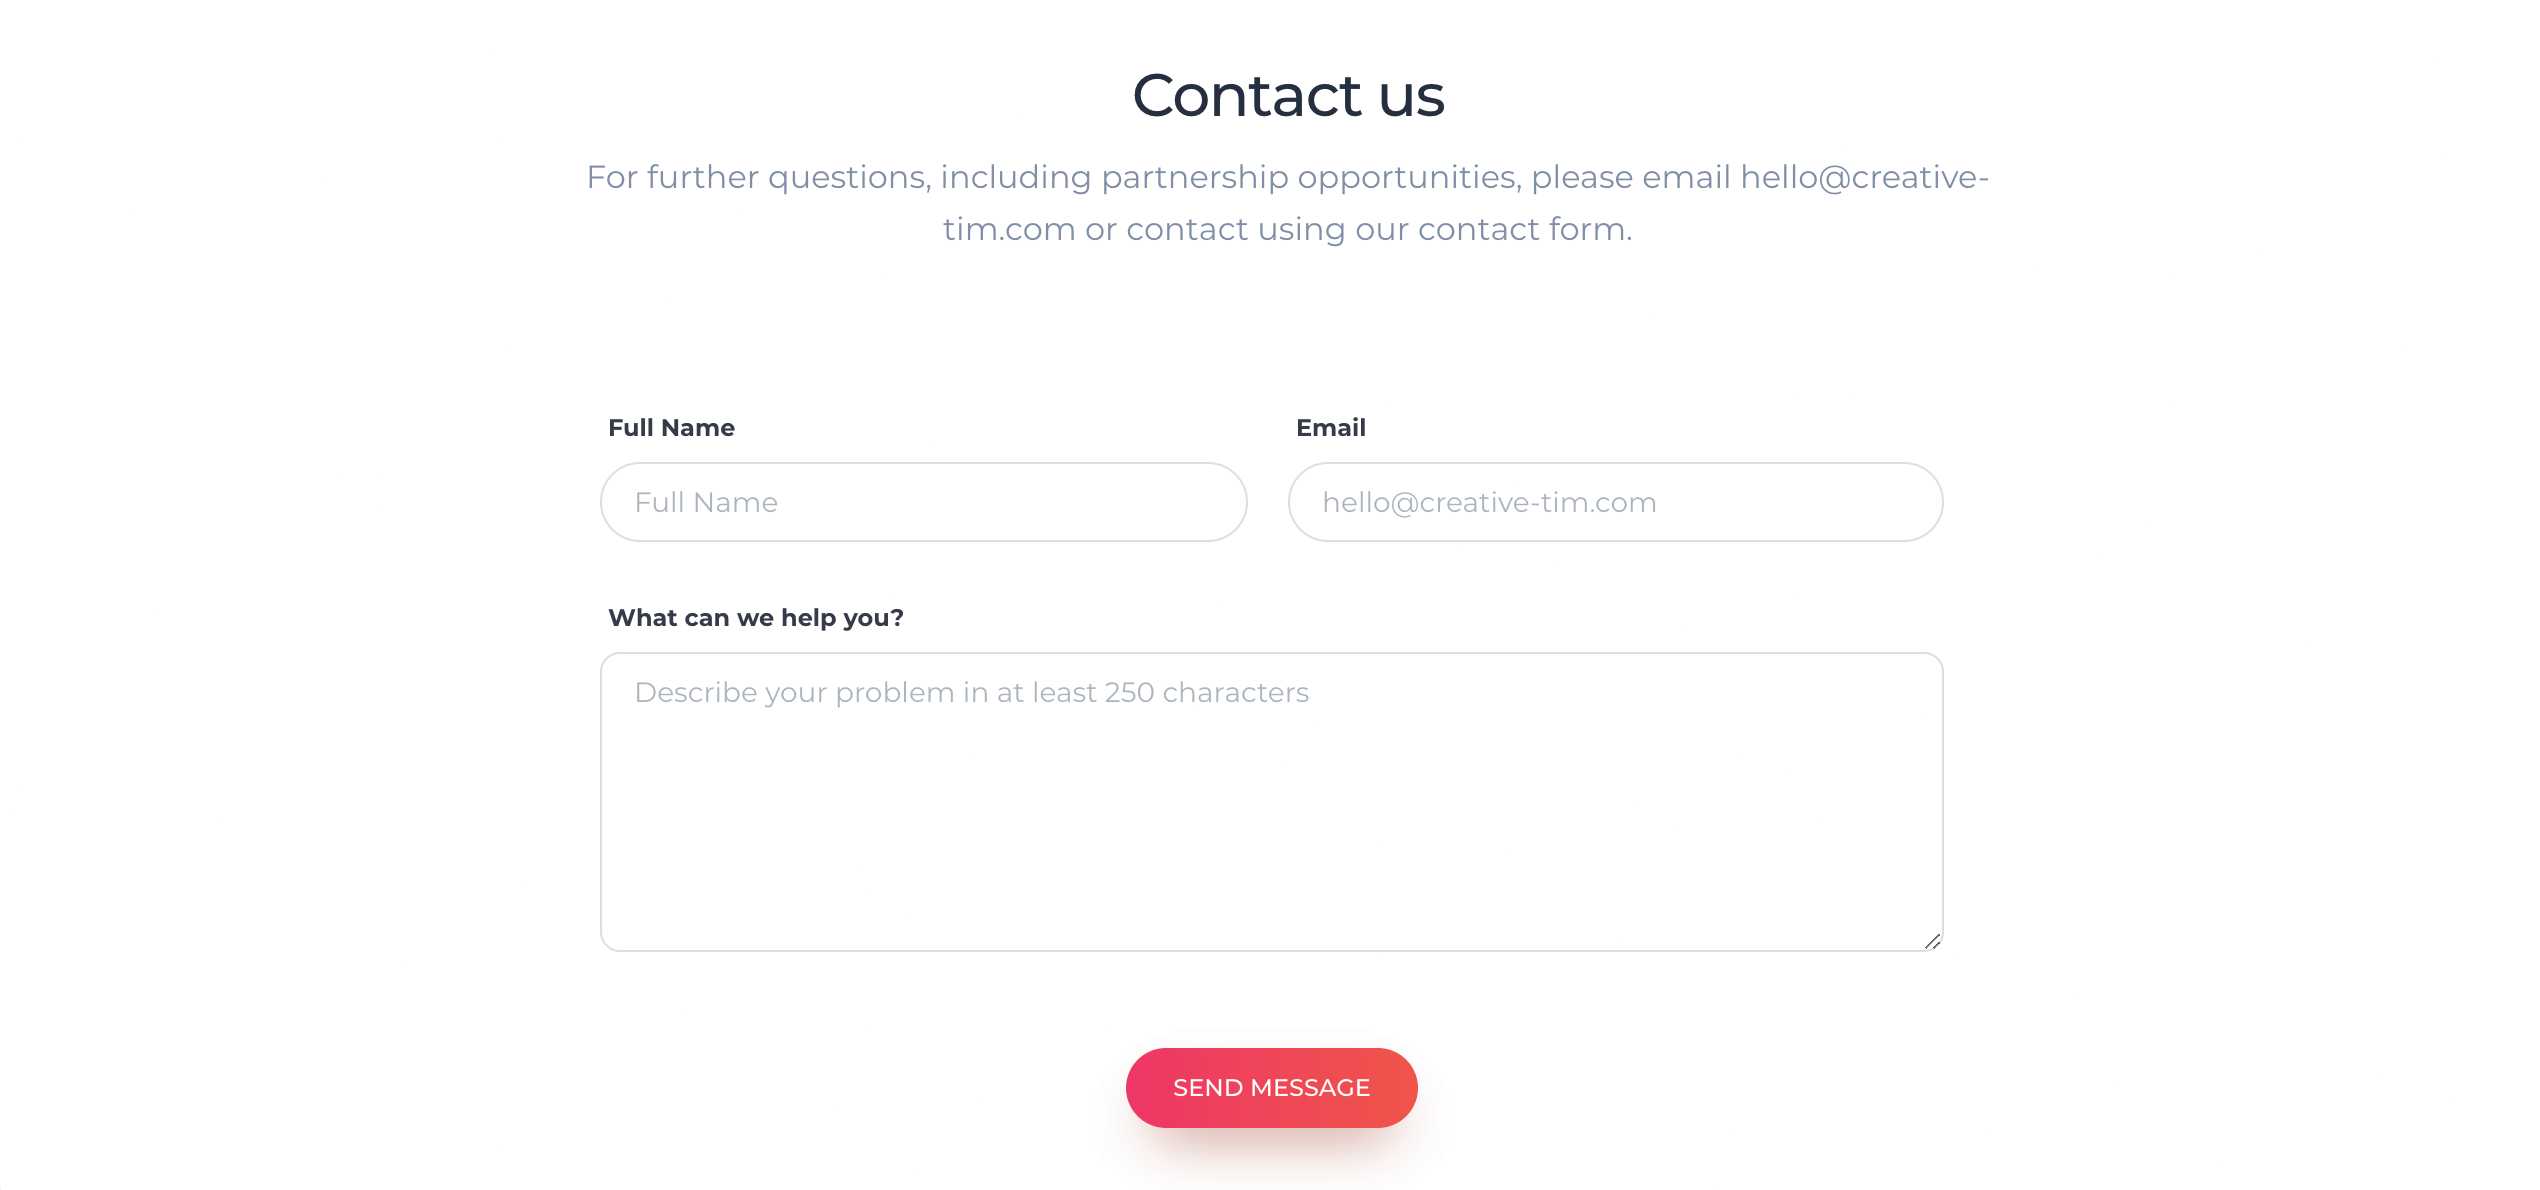 Contact us
For further questions, including partnership opportunities, please email hello@creative-
tim.com or contact using our contact form.
Full Name
Email
Full Name
hello@creative-tim.com
What can we help you?
Describe your problem in at least 250 characters
SEND MESSAGE